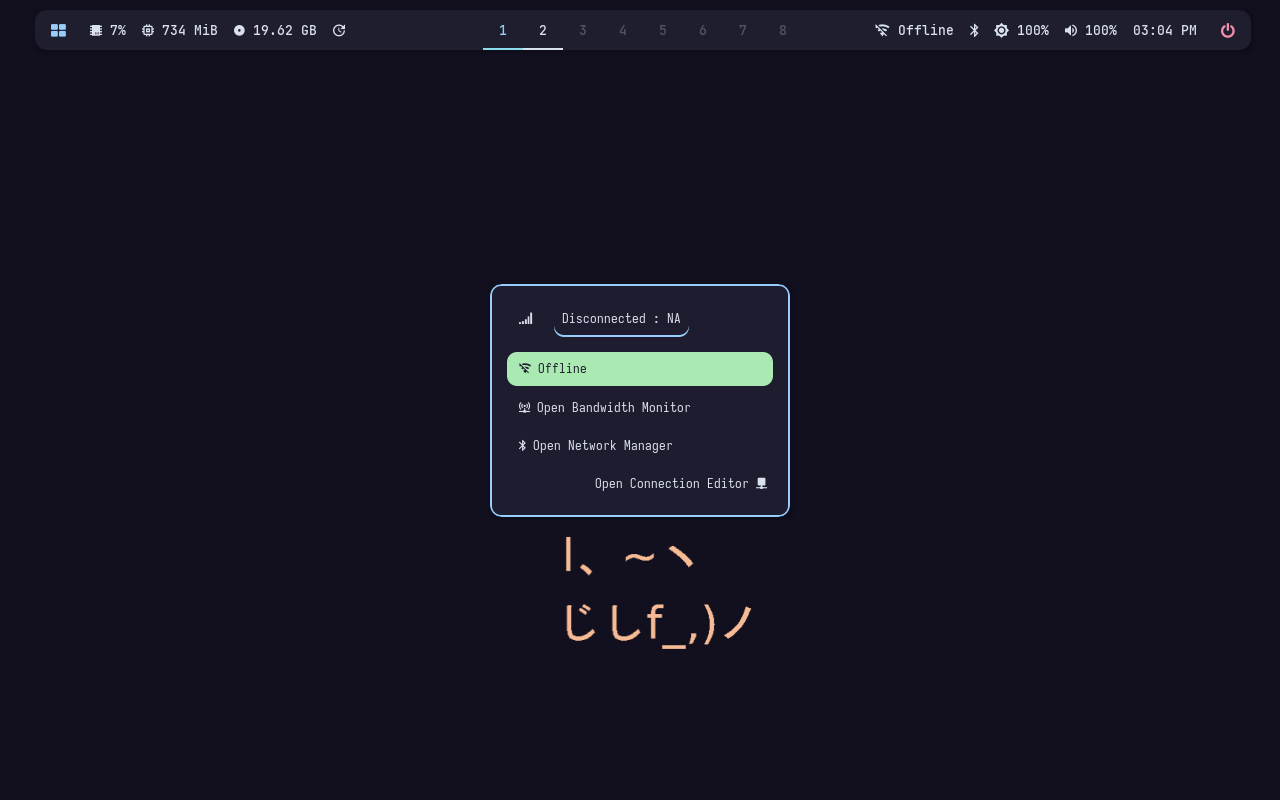 7% 734 MiB 19.62 GB 1 2 3 4 5 6 7 8 Offline 100% 100% 03:04 PM
Disconnected : NA
Offline
Open Bandwidth Monitor
Open Network Manager
Open Connection Editor
l、~ヽ
じしf_,)ノ